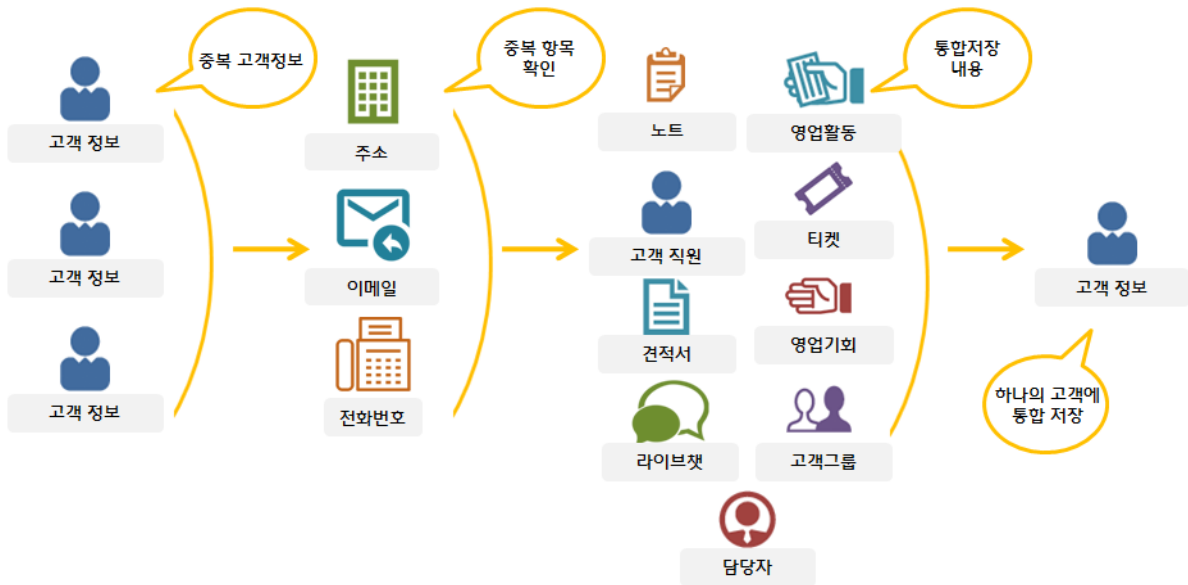 중복 고객정보
고객 정보
고객 정보
고객 정보
중복 항목
확인
주소
이메일
전화번호
통합저장
내용
노트
영업활동
고객 직원
티켓
견적서
영업기회
라이브챗
고객그룹
담당자
고객 정보
하나의 고객에
통합 저장